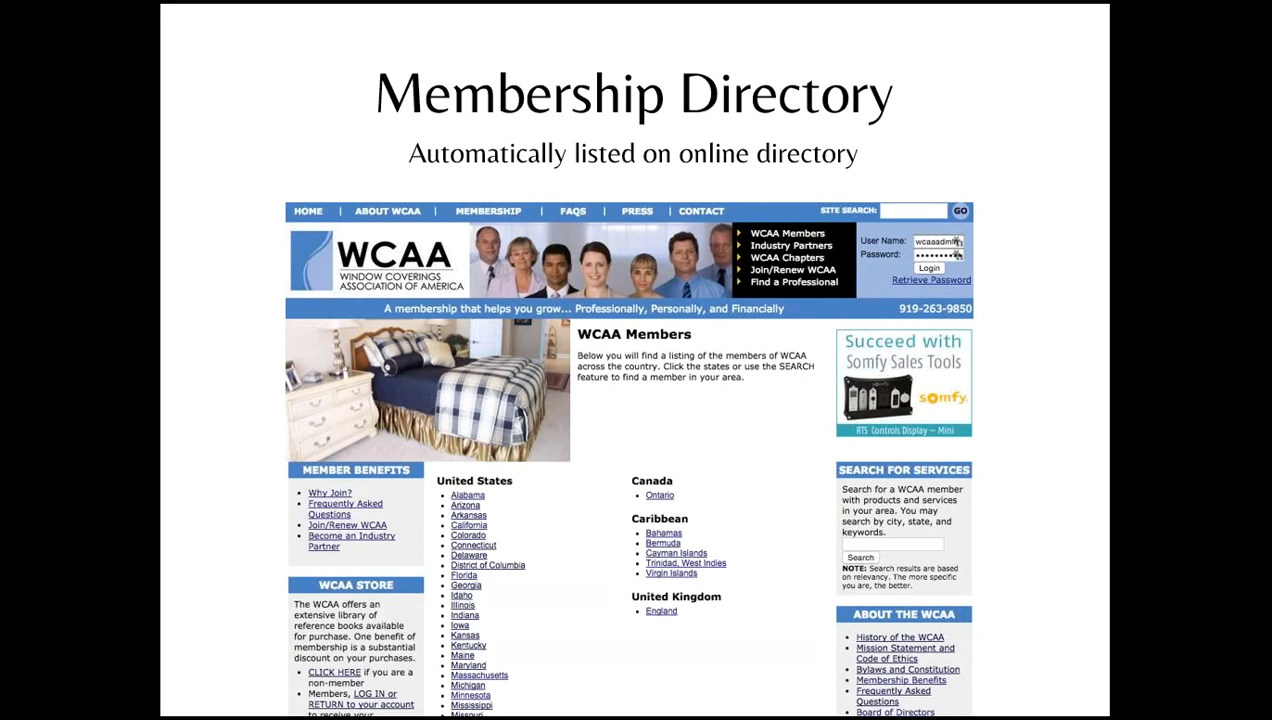 Membership Directory
Automatically listed on online directory
HOME | ABOUT WCAA | MEMBERSHIP | FAQS | PRESS | CONTACT
SITE SEARCH: GO
WCAA
WINDOW COVERINGS
ASSOCIATION OF AMERICA
WCAA Members
Industry Partners
WCAA Chapters
Join/Renew WCAA
Find a Professional
User Name:
Password:
Login
Retrieve Password
A membership that helps you grow... Professionally, Personally, and Financially
919-263-9850
WCAA Members
Below you will find a listing of the members of WCAA
across the country. Click the states or use the SEARCH
feature to find a member in your area.
Succeed with
Somfy Sales Tools
somfy.
RTS Controls Display – Mini
MEMBER BENEFITS
• Why Join?
• Frequently Asked
Questions
• Join/Renew WCAA
• Become an Industry
Partner
WCAA STORE
The WCAA offers an
extensive library of
reference books available
for purchase. One benefit of
membership is a substantial
discount on your purchases.
• CLICK HERE if you are a
non-member
• Members, LOG IN or
RETURN to your account
to receive your
United States
• Alabama
• Arizona
• Arkansas
• California
• Colorado
• Connecticut
• Delaware
• District of Columbia
• Florida
• Georgia
• Idaho
• Illinois
• Indiana
• Iowa
• Kansas
• Kentucky
• Maine
• Maryland
• Massachusetts
• Michigan
• Minnesota
• Mississippi
• Missouri
Canada
• Ontario
Caribbean
• Bahamas
• Bermuda
• Cayman Islands
• Trinidad, West Indies
• Virgin Islands
United Kingdom
• England
SEARCH FOR SERVICES
Search for a WCAA member
with products and services
in your area. You may
search by city, state, and
keywords.
Search
NOTE: Search results are based
on relevancy. The more specific
you are, the better.
ABOUT THE WCAA
• History of the WCAA
• Mission Statement and
Code of Ethics
• Bylaws and Constitution
• Membership Benefits
• Frequently Asked
Questions
• Board of Directors